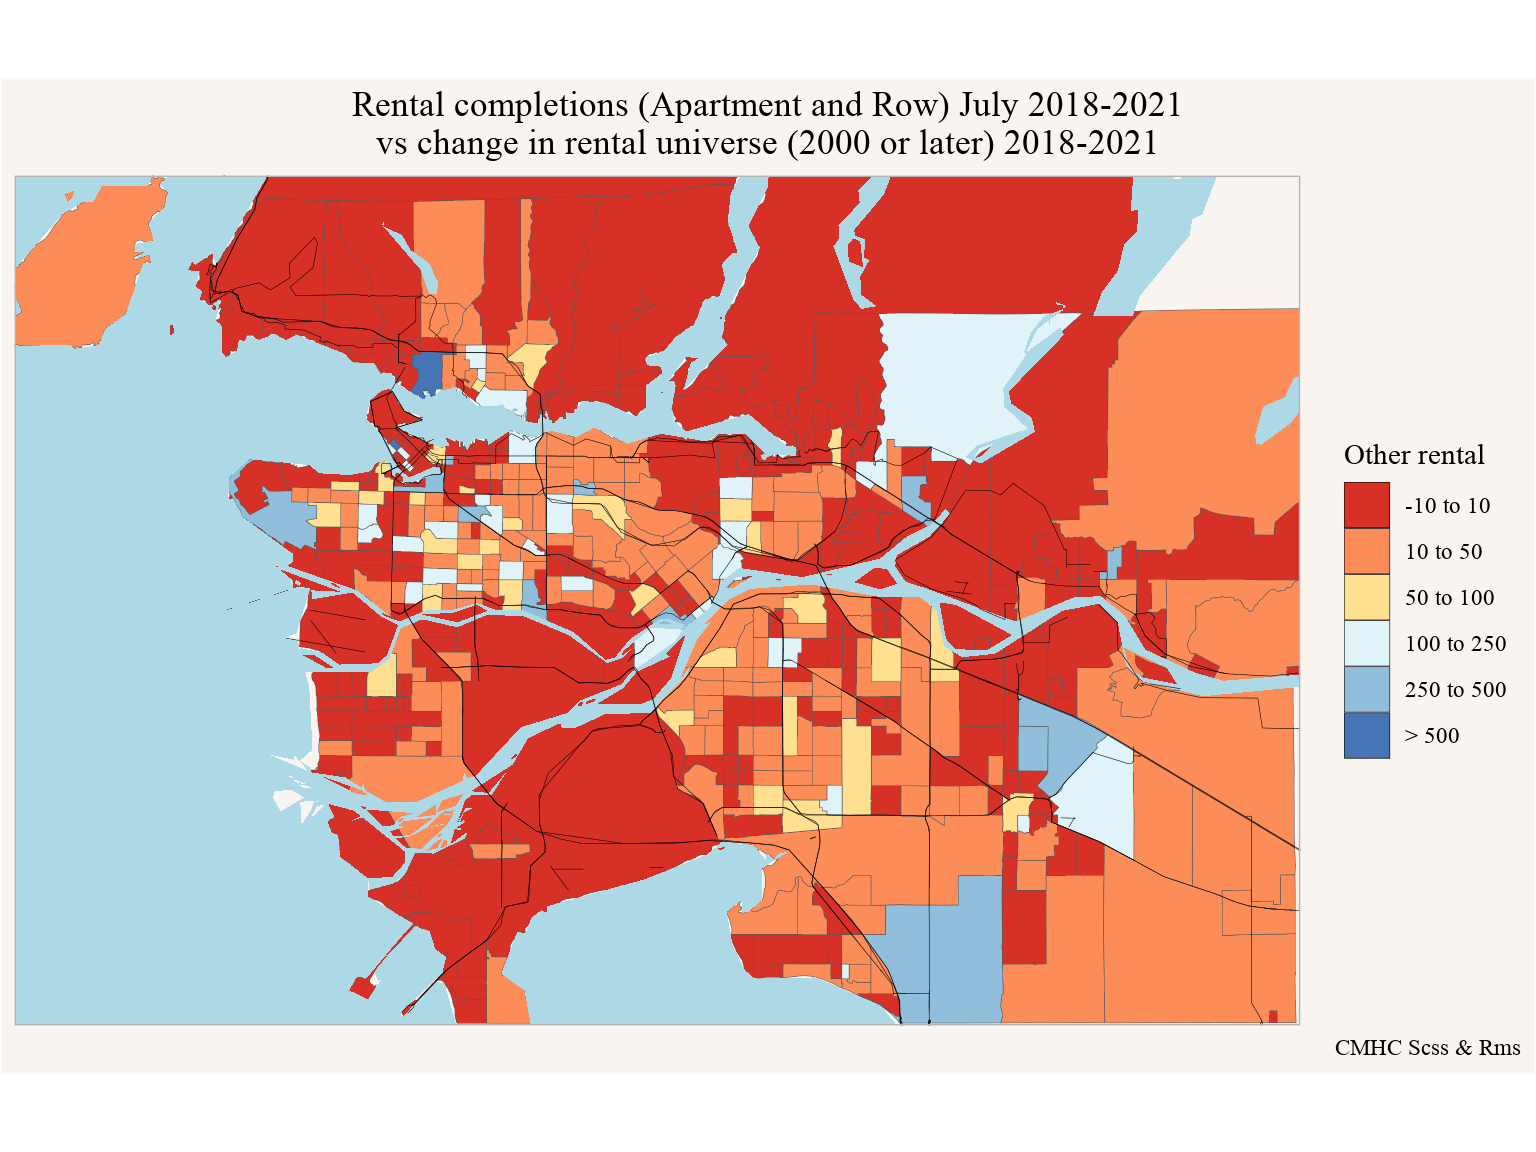 Rental completions (Apartment and Row) July 2018-2021
vs change in rental universe (2000 or later) 2018-2021
Other rental
-10 to 10
10 to 50
50 to 100
100 to 250
250 to 500
> 500
CMHC Scss & Rms